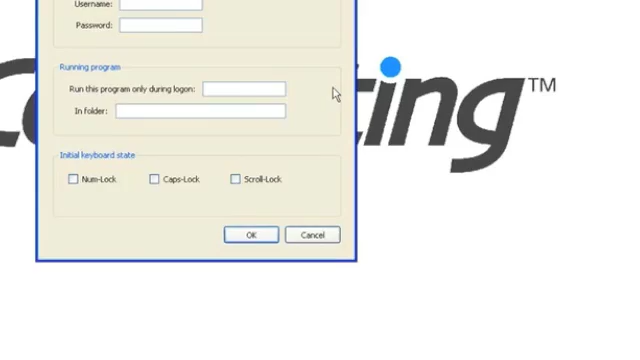 Username:
Password:
Running program
Run this program only during logon:
In folder:
Initial keyboard state
Num-Lock
Caps-Lock
Scroll-Lock
OK
Cancel
ting™